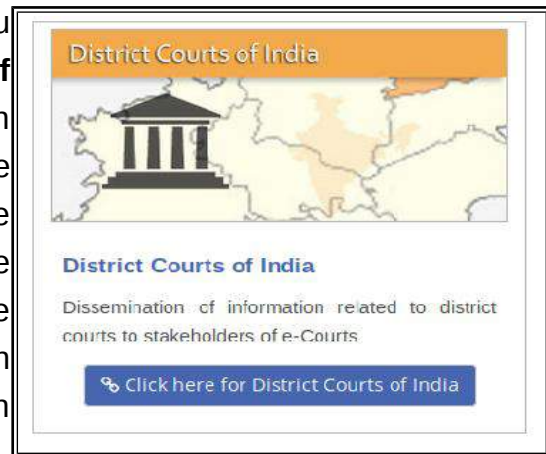 u
f
n
e
e
e
e
n
n
District Courts of India
District Courts of India
Dissemination of information related to district
courts to stakeholders of e-Courts
Click here for District Courts of India